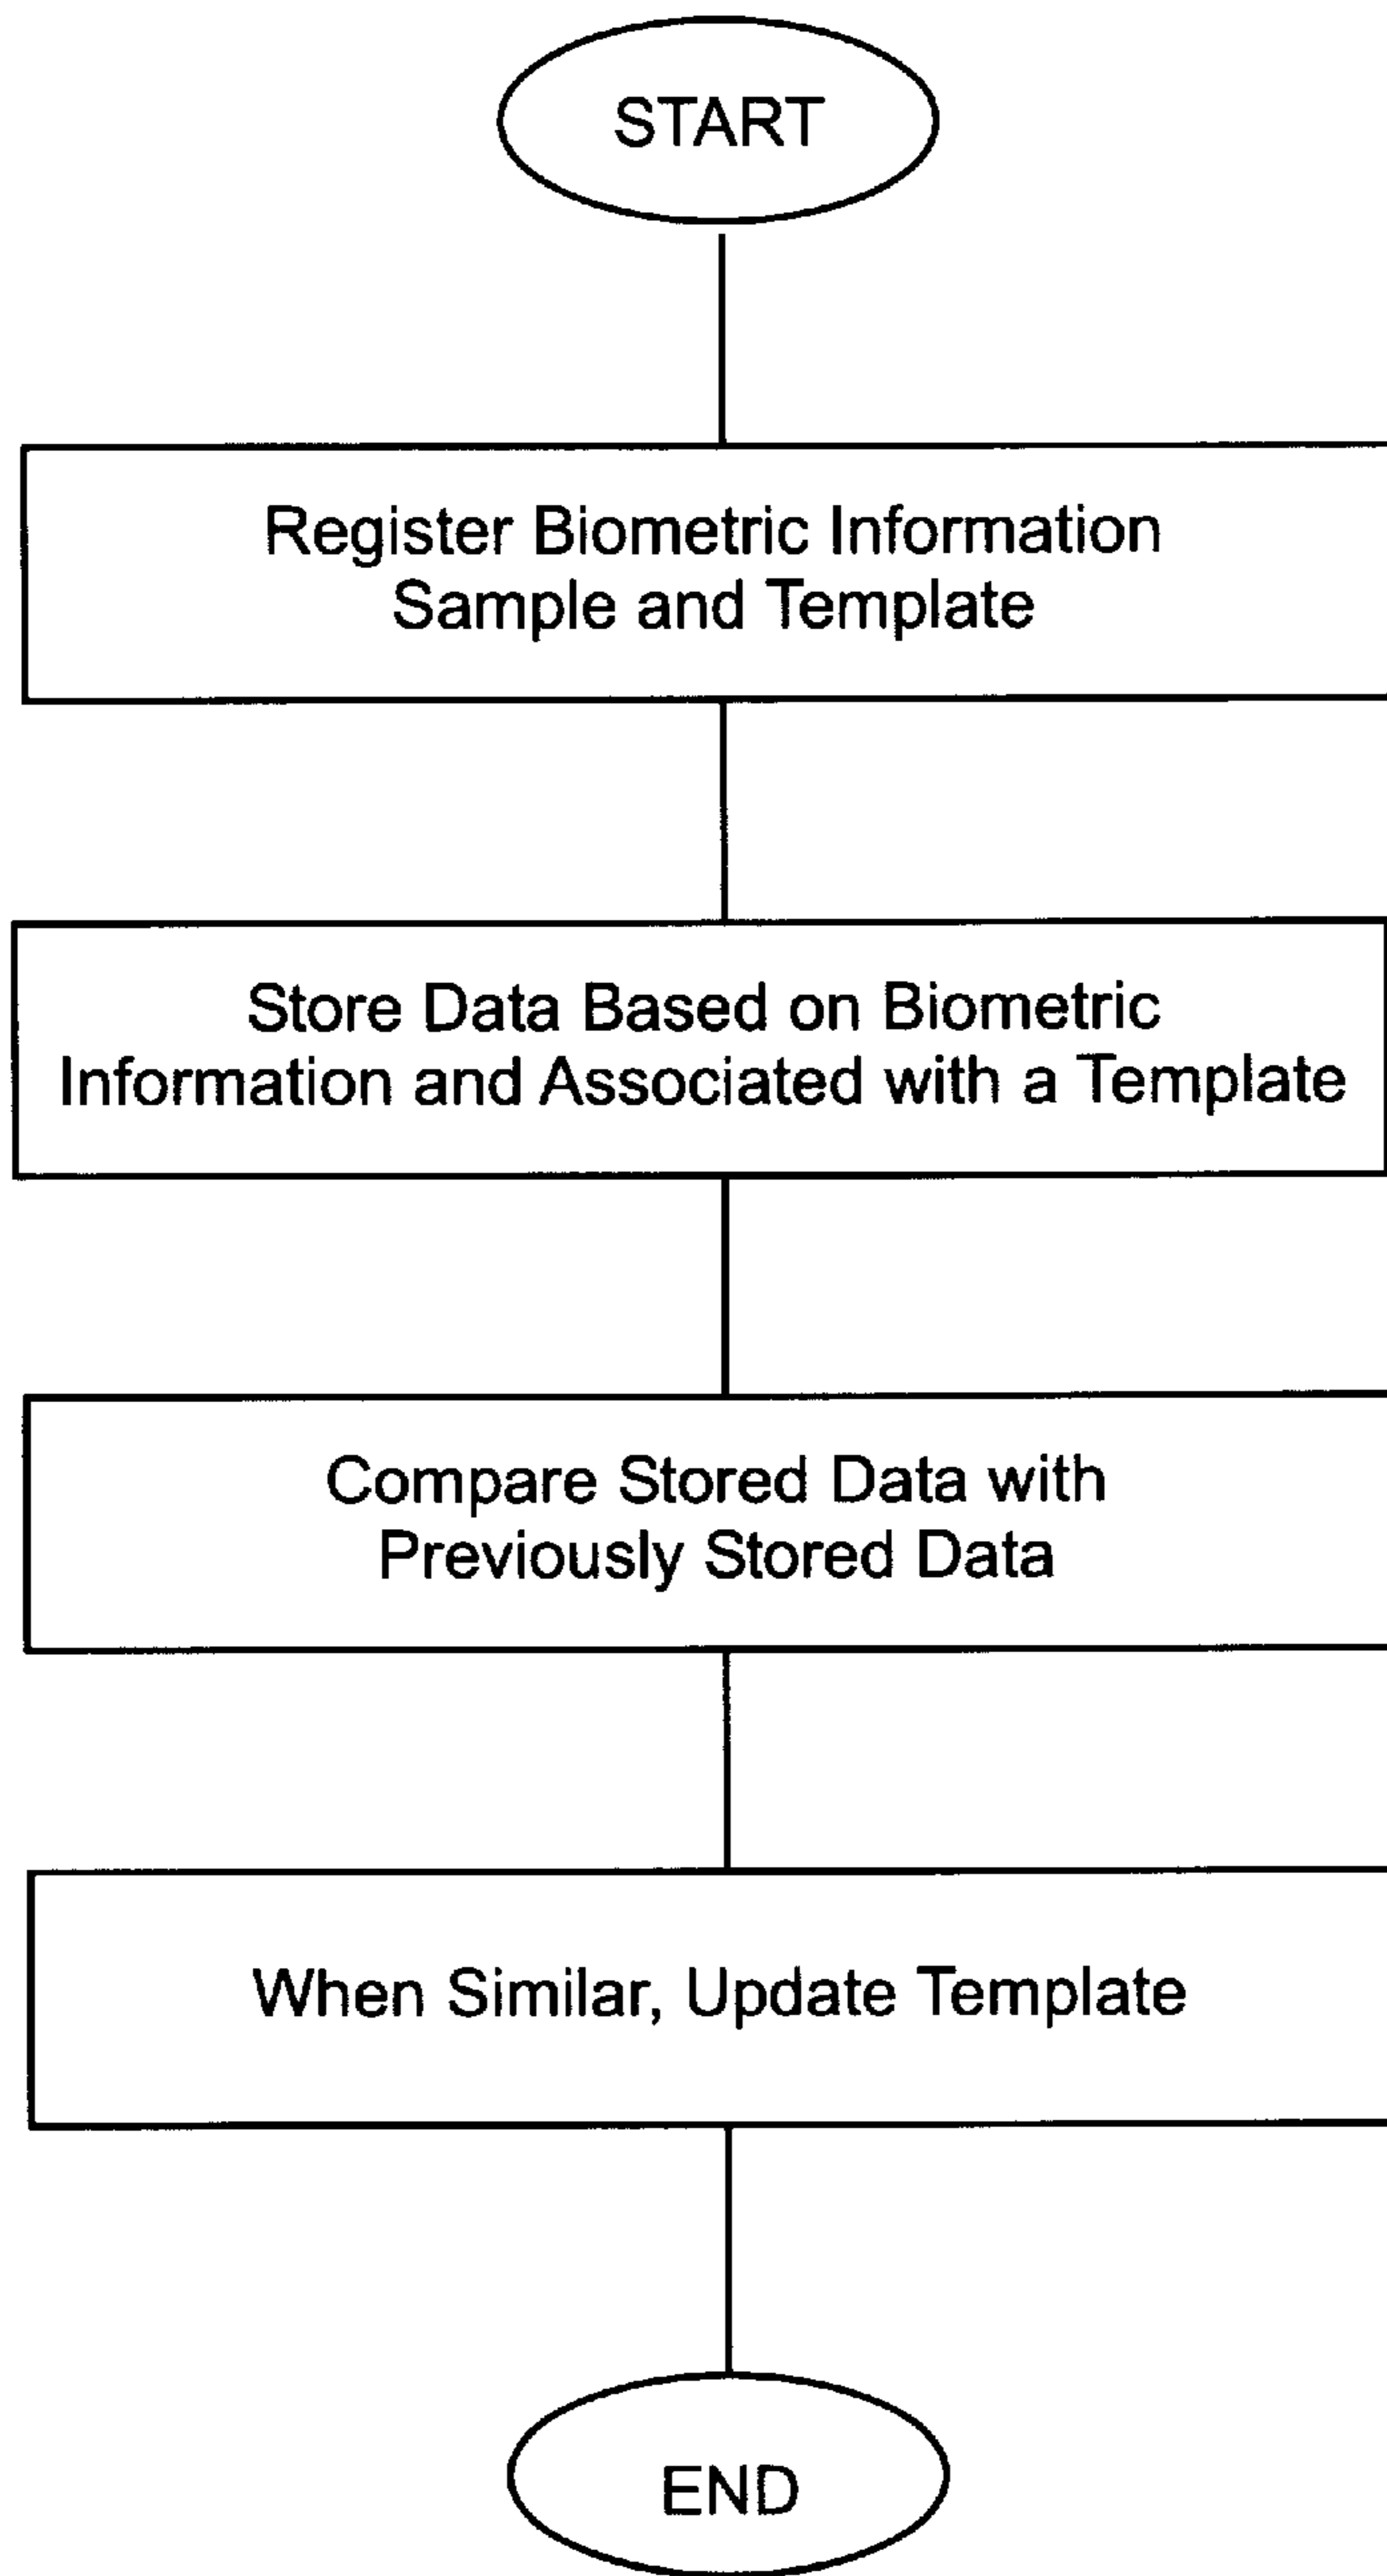 START
Register Biometric Information
Sample and Template
Store Data Based on Biometric
Information and Associated with a Template
Compare Stored Data with
Previously Stored Data
When Similar, Update Template
END